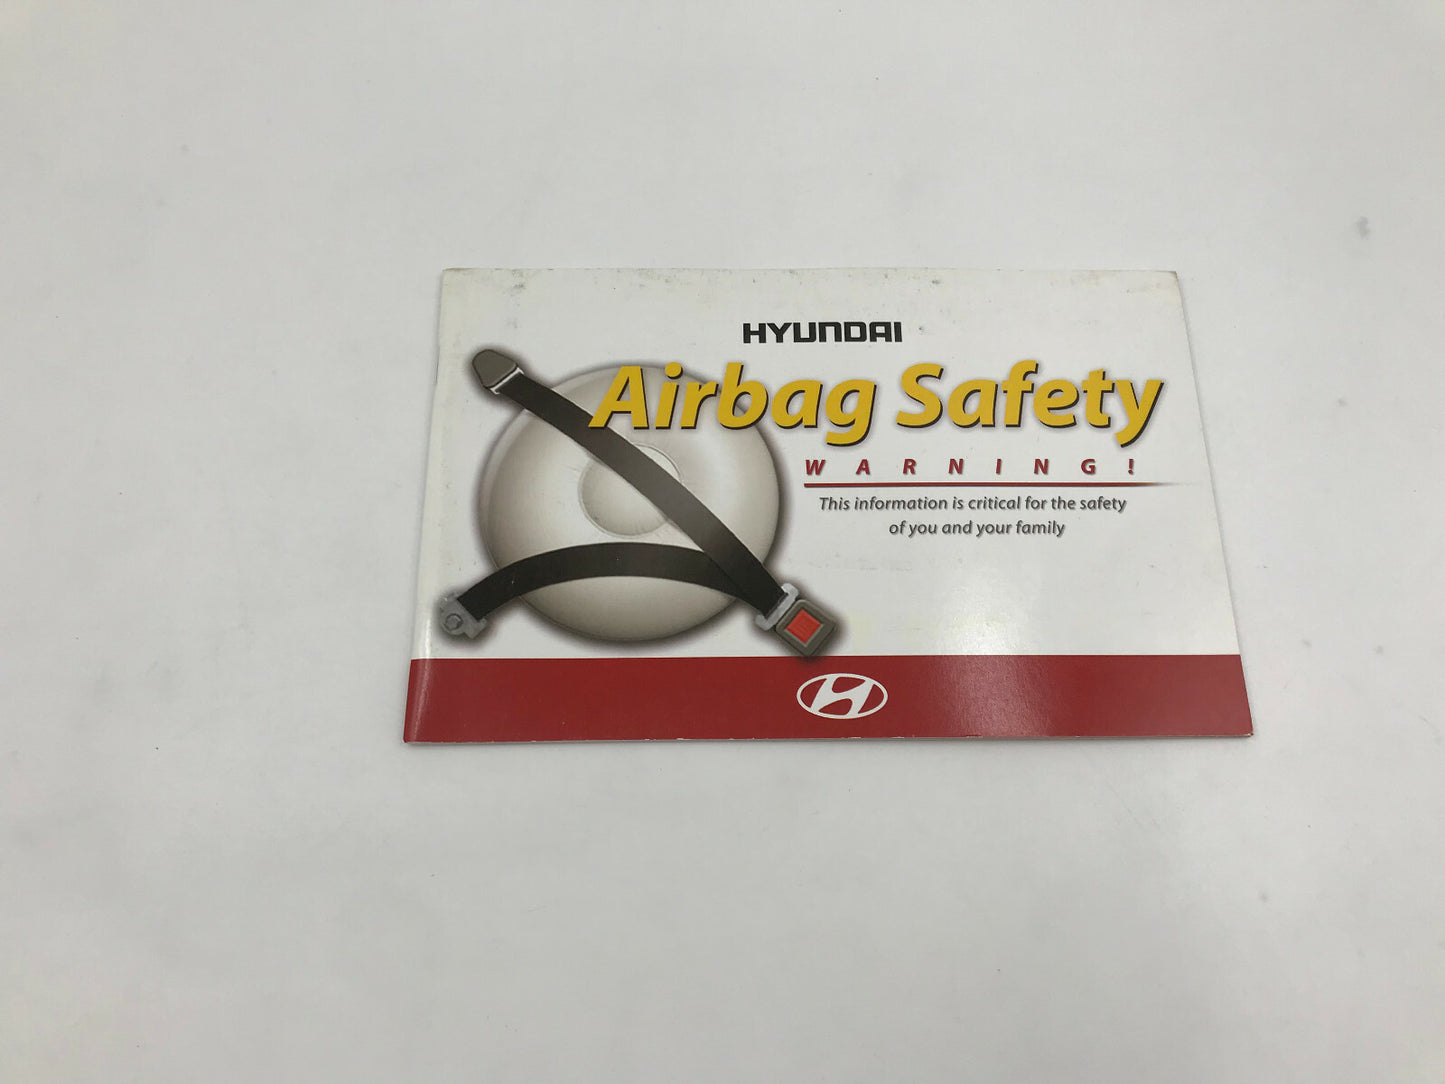 HYUNDAI
Airbag Safety
WARNING!
This information is critical for the safety
of you and your family